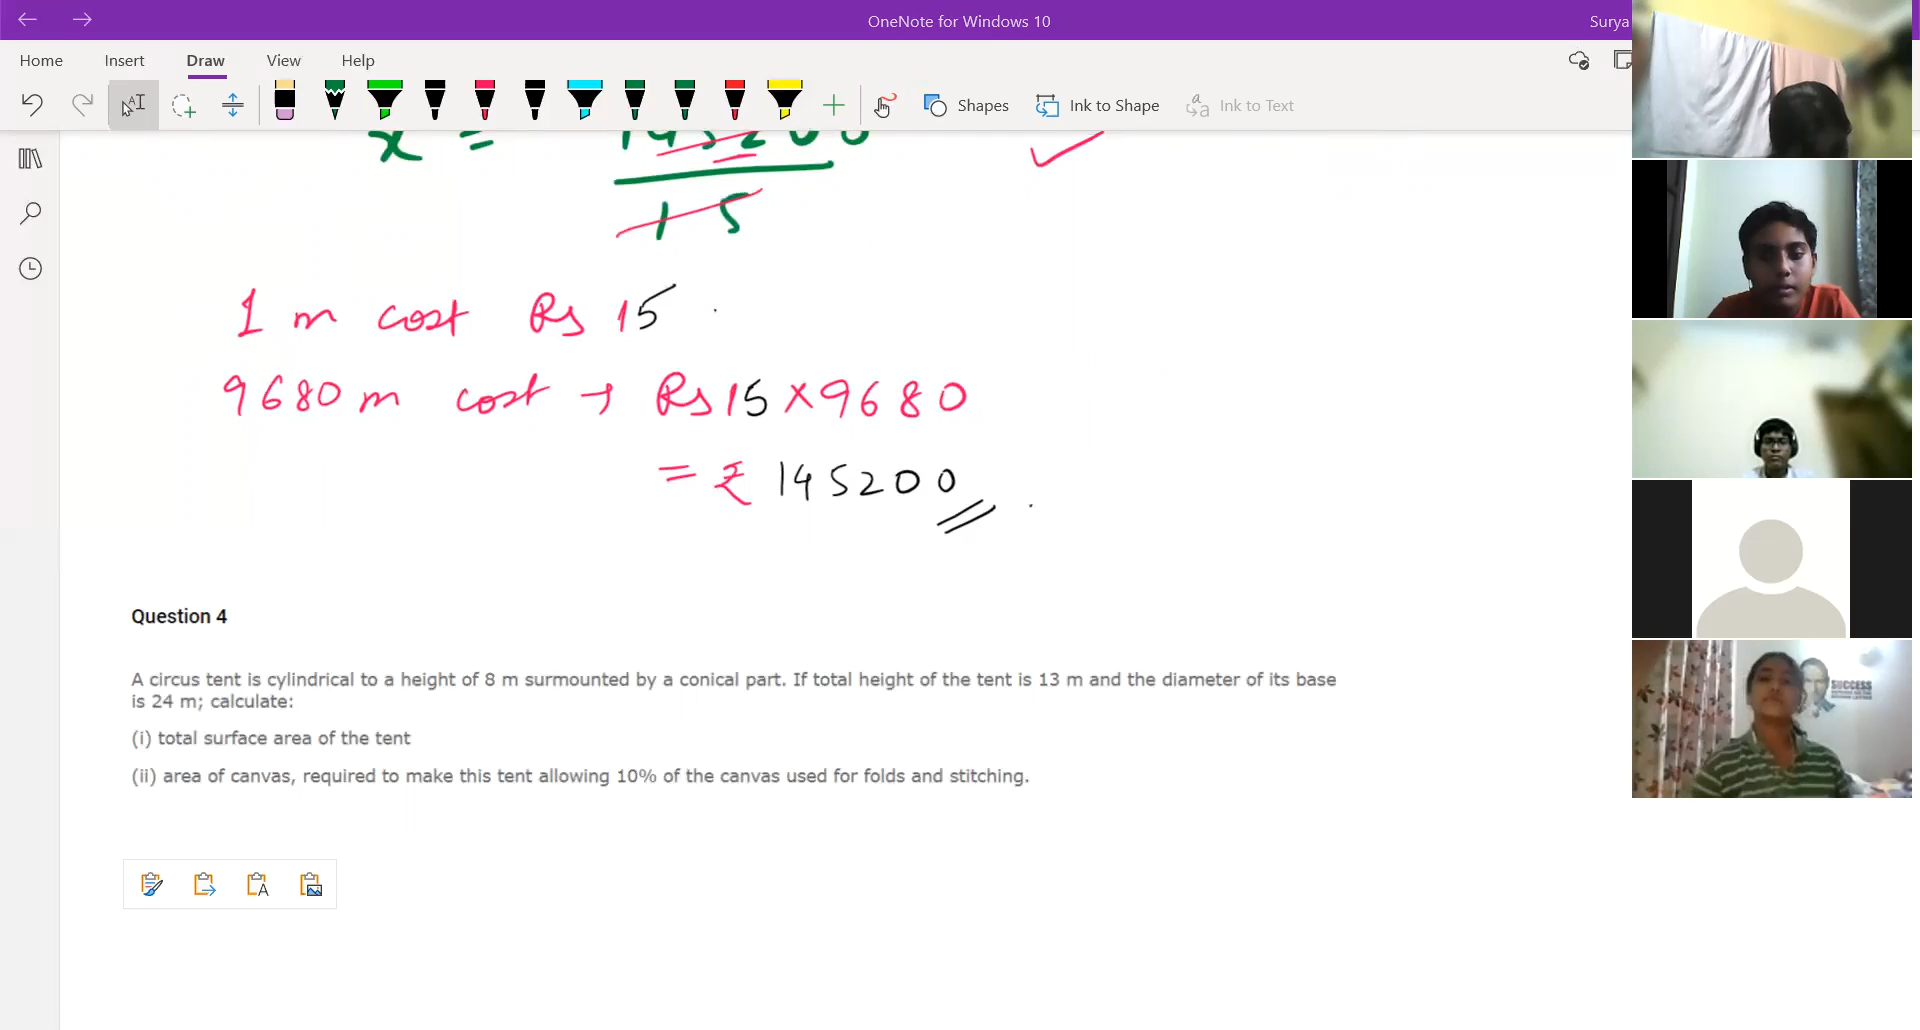 OneNote for Windows 10
Surya
Home Insert Draw View Help
Shapes Ink to Shape Ink to Text
x = 145200
15
1 m cost Rs 15
9680 m cost → Rs 15 × 9680
= ₹ 145200
Question 4
A circus tent is cylindrical to a height of 8 m surmounted by a conical part. If total height of the tent is 13 m and the diameter of its base
is 24 m; calculate:
(i) total surface area of the tent
(ii) area of canvas, required to make this tent allowing 10% of the canvas used for folds and stitching.
SUCCESS